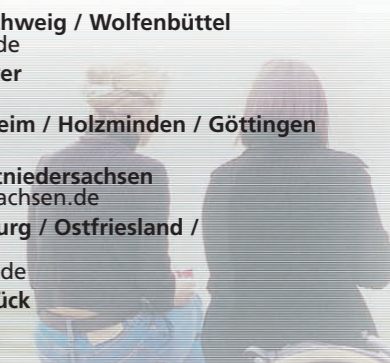 hweig / Wolfenbüttel
de
er
eim / Holzminden / Göttingen
tniedersachsen
achsen.de
urg / Ostfriesland /
de
ück